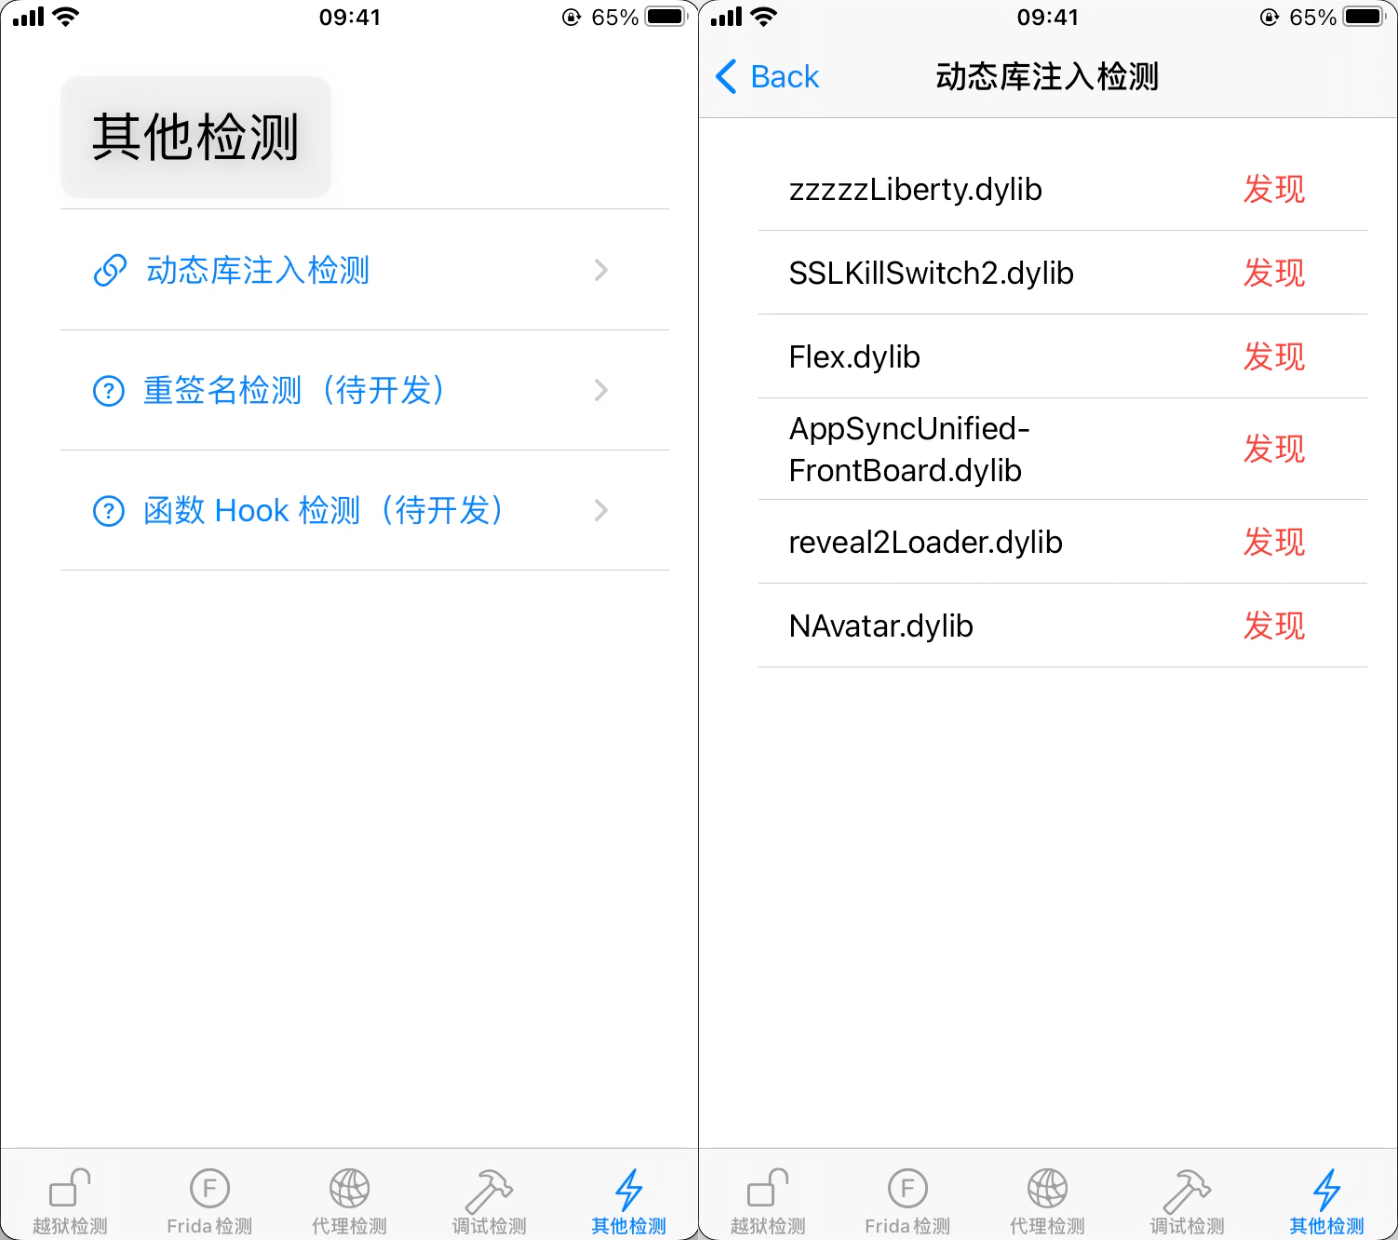 09:41
65%
其他检测
动态库注入检测
重签名检测（待开发）
函数 Hook 检测（待开发）
越狱检测
F
Frida 检测
代理检测
调试检测
其他检测
09:41
65%
Back
动态库注入检测
zzzzzLiberty.dylib 发现
SSLKillSwitch2.dylib 发现
Flex.dylib 发现
AppSyncUnified-
FrontBoard.dylib 发现
reveal2Loader.dylib 发现
NAvatar.dylib 发现
越狱检测
F
Frida 检测
代理检测
调试检测
其他检测